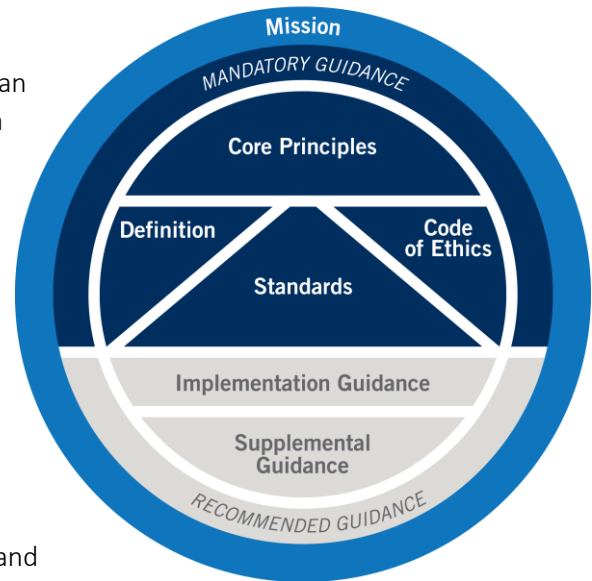 Mission
MANDATORY GUIDANCE
an
Core Principles
Definition
Code
of Ethics
Standards
Implementation Guidance
Supplemental
Guidance
RECOMMENDED GUIDANCE
and